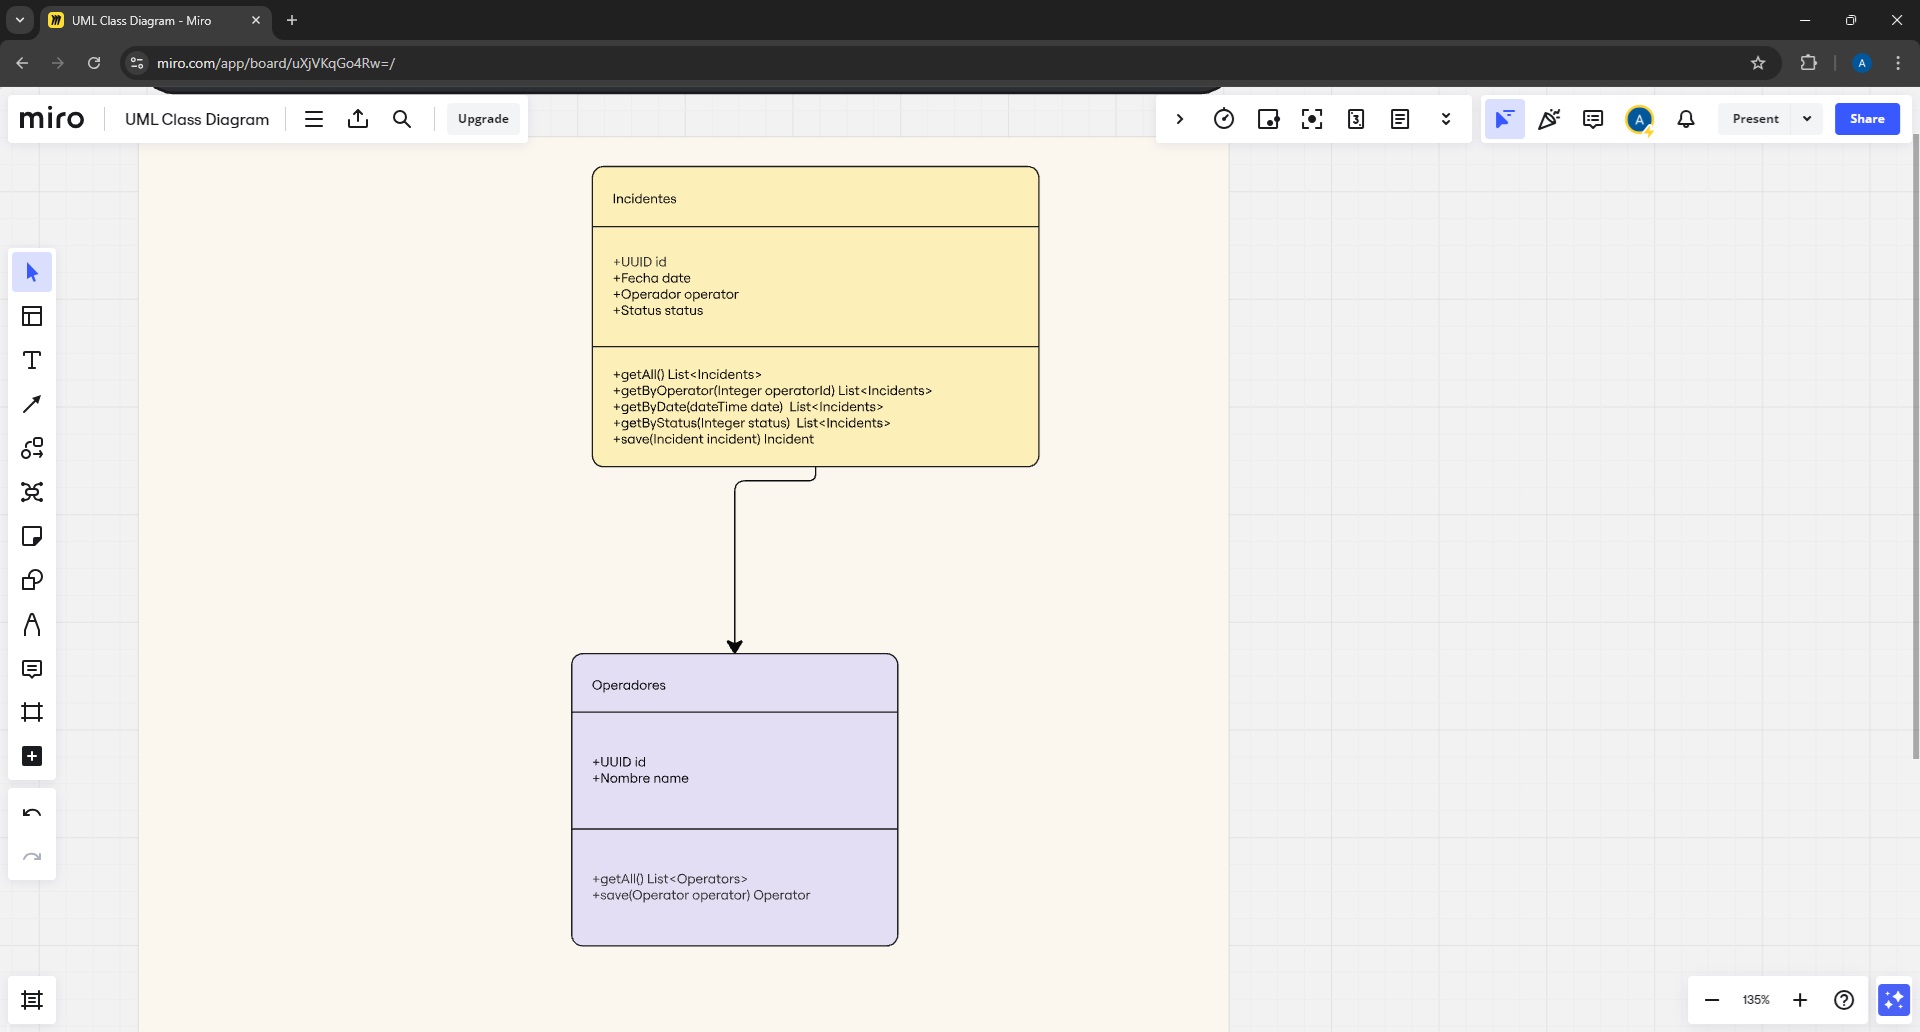 UML Class Diagram - Miro
miro.com/app/board/uXjVKqGo4Rw=/
A
miro
UML Class Diagram
Upgrade
3
A
Present
Share
Incidentes
+UUID id
+Fecha date
+Operador operator
+Status status
+getAll() List<Incidents>
+getByOperator(Integer operatorId) List<Incidents>
+getByDate(dateTime date)  List<Incidents>
+getByStatus(Integer status)  List<Incidents>
+save(Incident incident) Incident
Operadores
+UUID id
+Nombre name
+getAll() List<Operators>
+save(Operator operator) Operator
135%